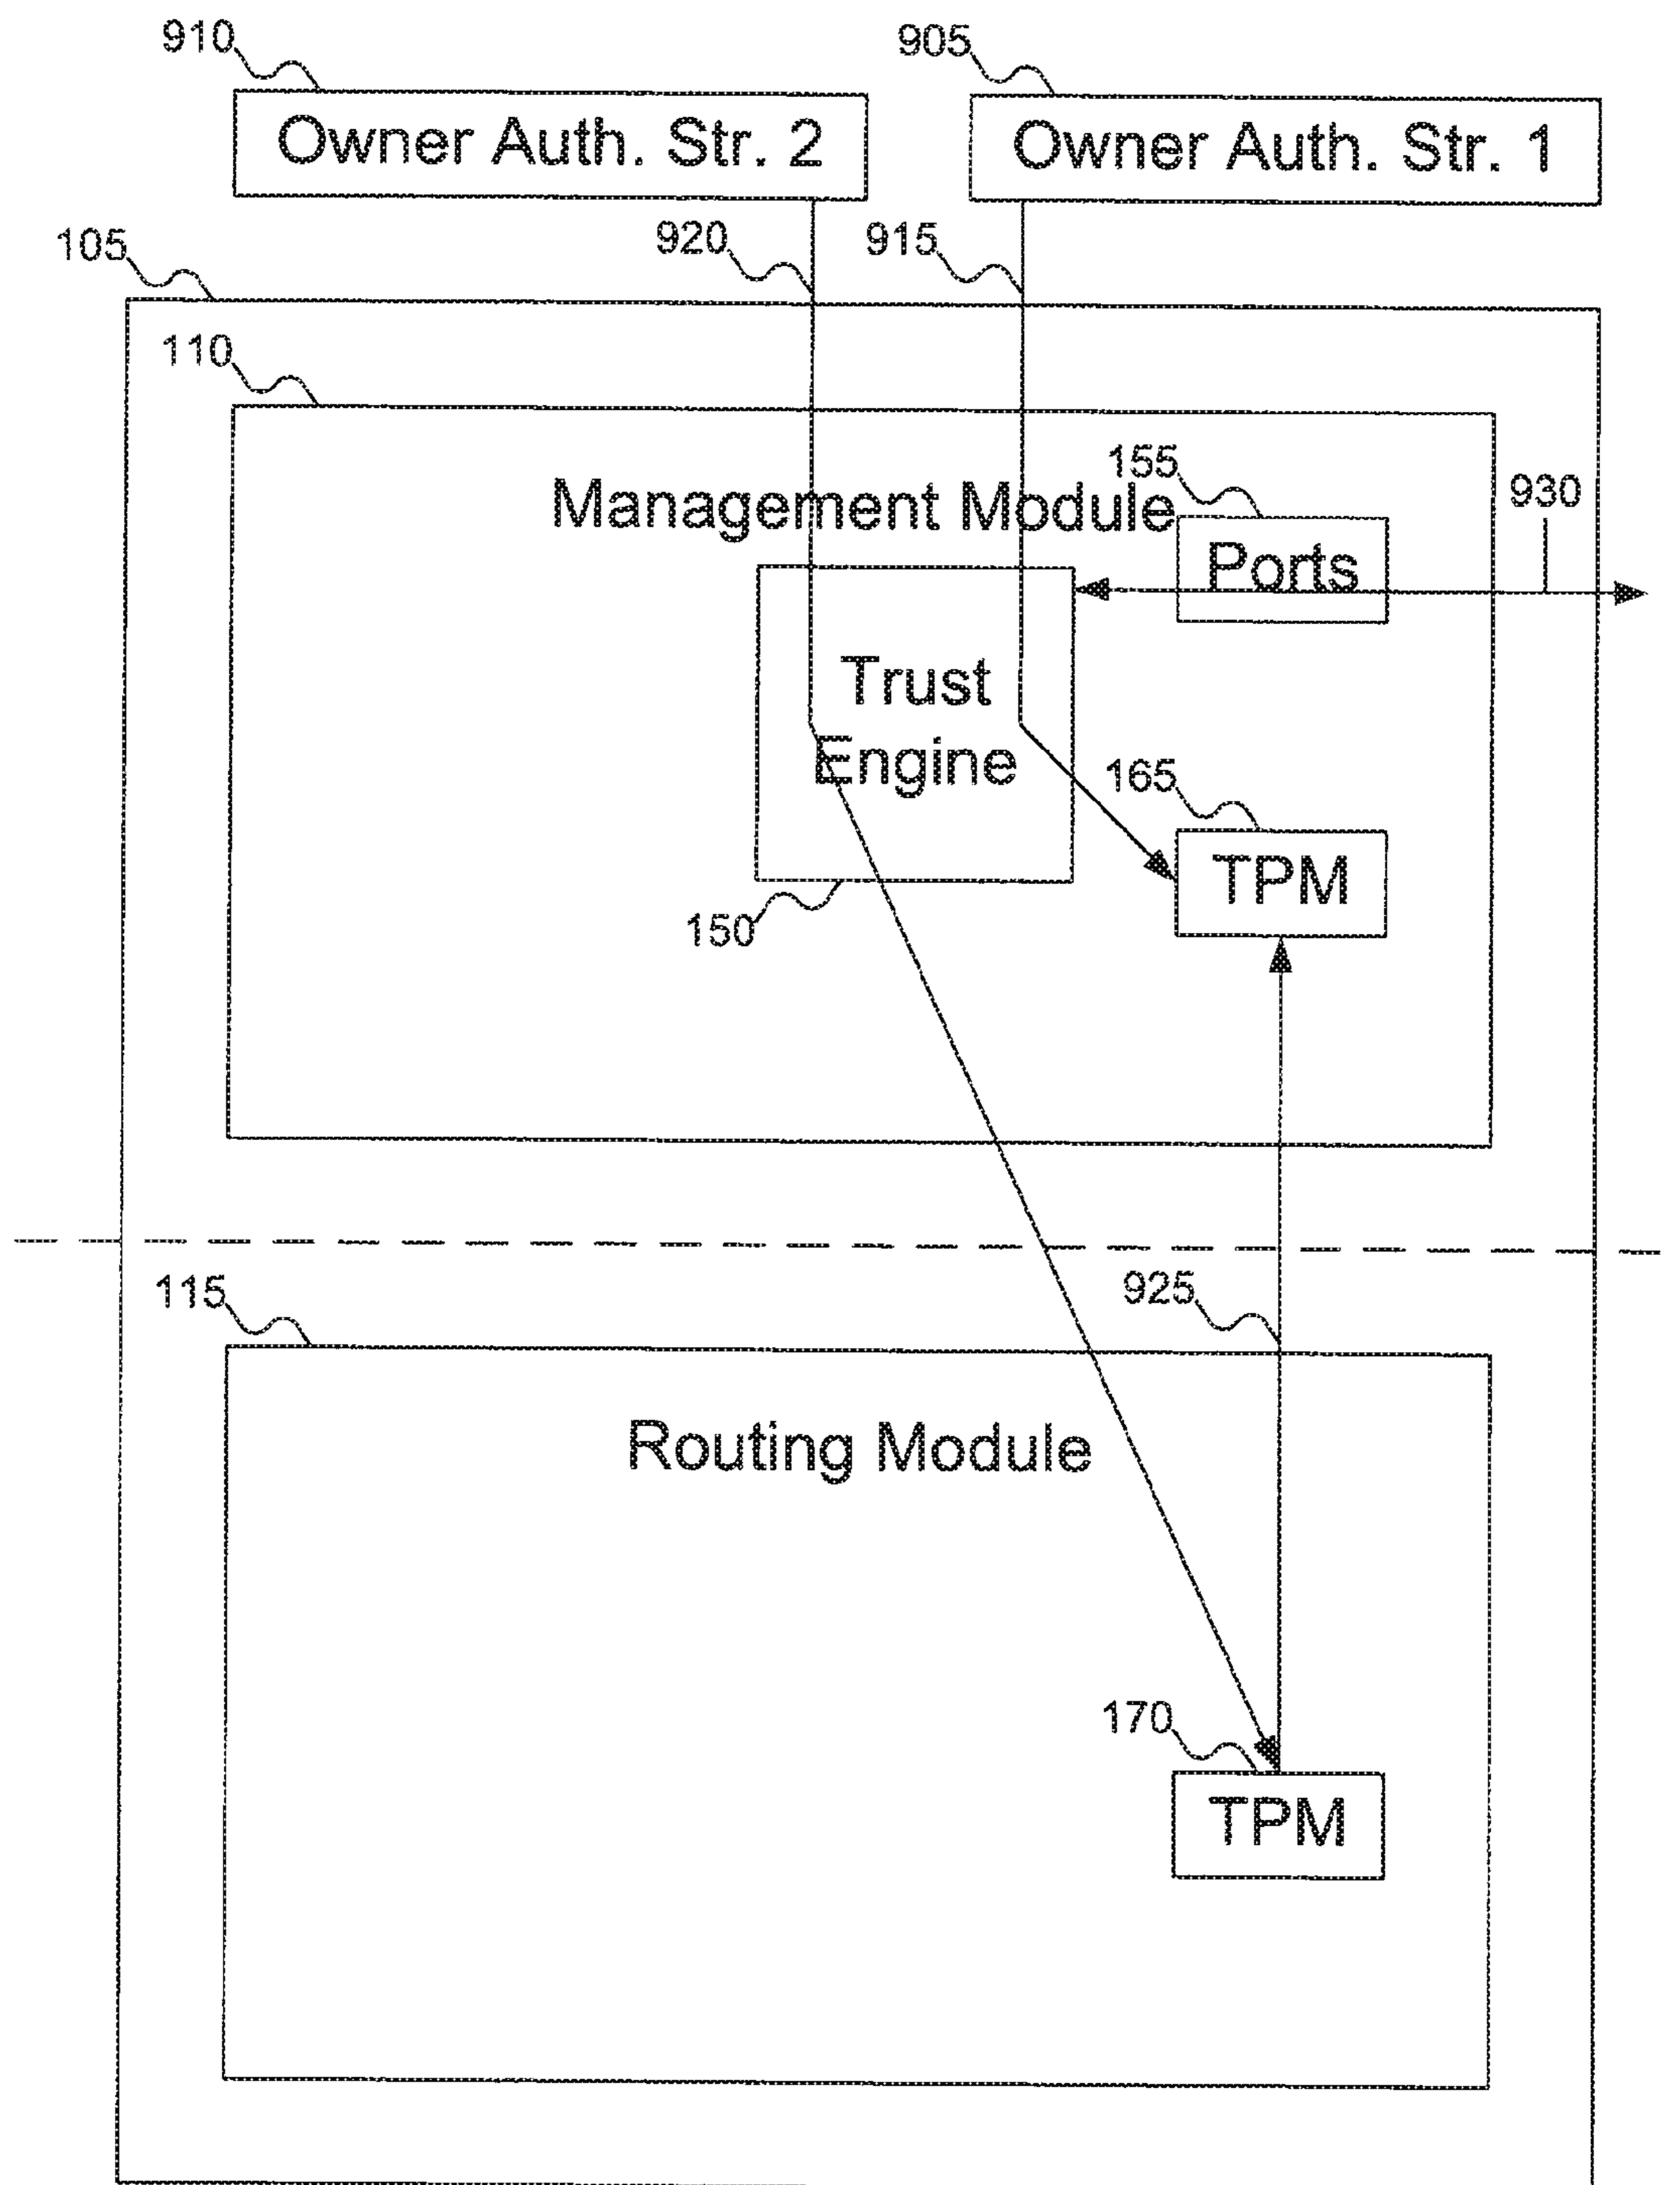 910
905
Owner Auth. Str. 2
Owner Auth. Str. 1
105
920
915
110
155
930
Management Module
Ports
Trust
Engine
165
TPM
150
115
925
Routing Module
170
TPM